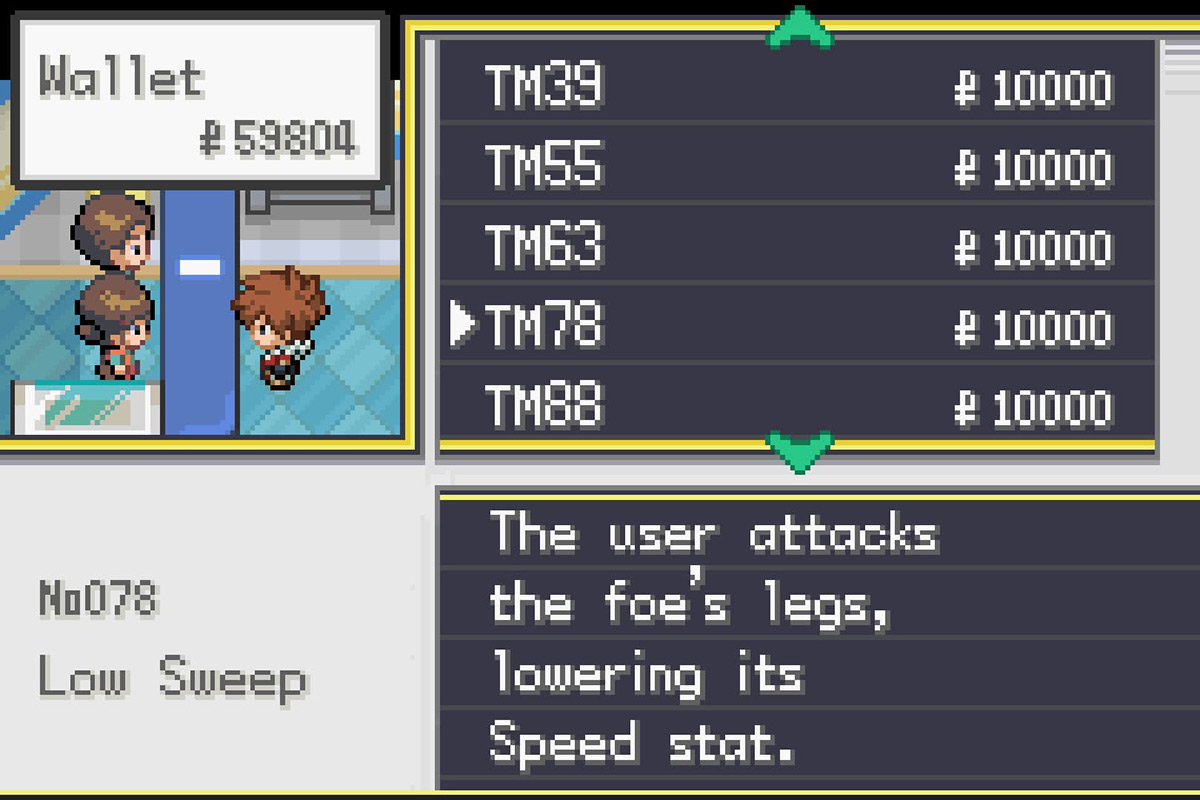 Wallet
₽ 59804
TM39 ₽ 10000
TM55 ₽ 10000
TM63 ₽ 10000
TM78 ₽ 10000
TM88 ₽ 10000
No078
Low Sweep
The user attacks
the foe's legs,
lowering its
Speed stat.